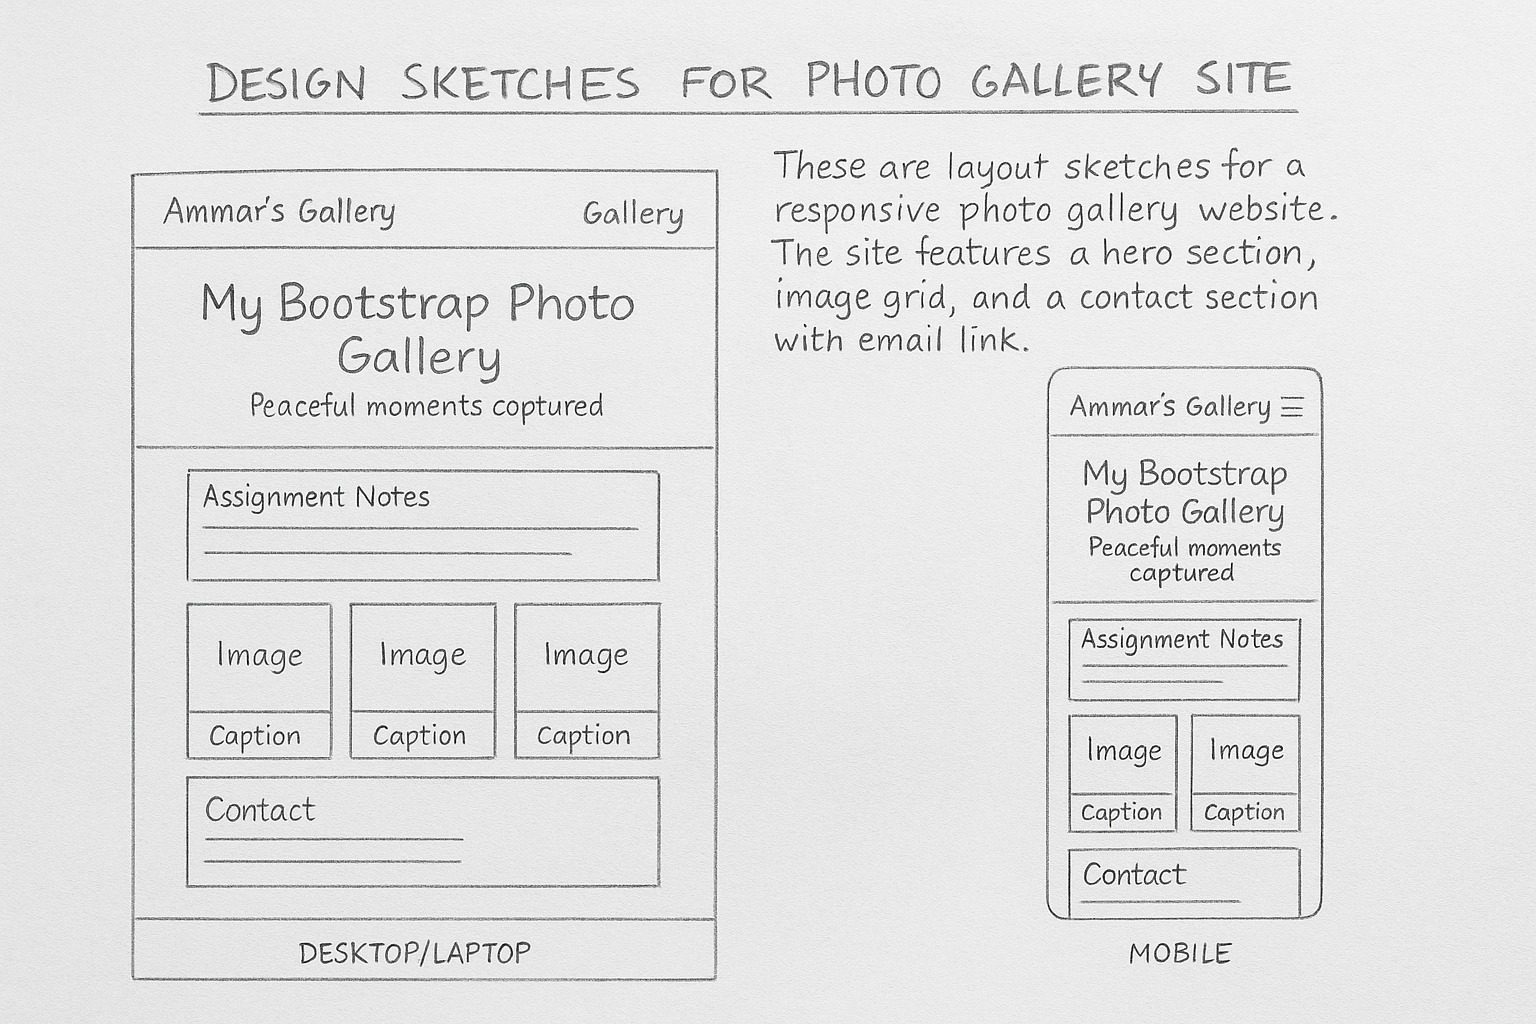 DESIGN SKETCHES FOR PHOTO GALLERY SITE
Ammar's Gallery
Gallery
My Bootstrap Photo
Gallery
Peaceful moments coptured
Assignment Notes
Image
Image
Image
Caption
Caption
Caption
Contact
DESKTOP/LAPTOP
These are layout sketches for a
responsive photo gallery website.
The site features a hero section,
image grid, and a contact section
with email link.
Ammar's Gallery
My Bootstrap
Photo Gallery
Peaceful moments
captured
Assignment Notes
Image
Image
Caption
Caption
Contact
MOBILE